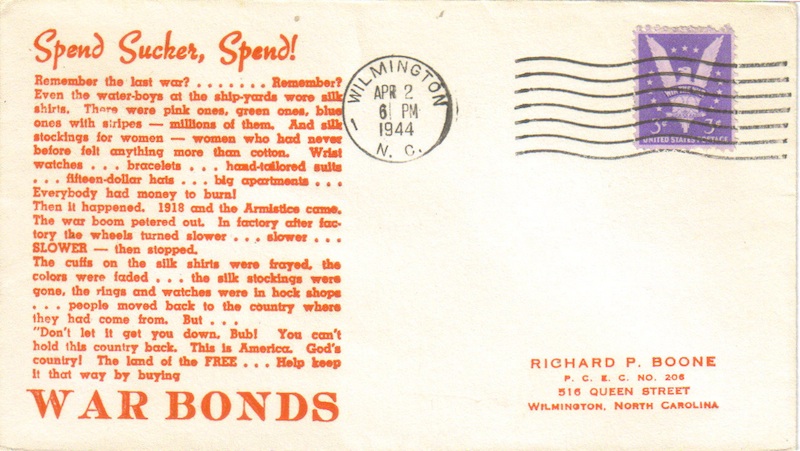 Spend Sucker, Spend!
Remember the last war? . . . . . . . Remember?
Even the water-boys at the ship-yards wore silk
shirts. There were pink ones, green ones, blue
ones with stripes — millions of them. And silk
stockings for women — women who had never
before felt anything more than cotton. Wrist
watches . . . bracelets . . . hand-tailored suits
. . . fifteen-dollar hats . . . big apartments . . .
Everybody had money to burn!
Then it happened. 1918 and the Armistice came.
The war boom petered out. In factory after fac-
tory the wheels turned slower . . . slower . . .
SLOWER — then stopped.
The cuffs on the silk shirts were frayed, the
colors were faded . . . the silk stockings were
gone, the rings and watches were in hock shops
. . . people moved back to the country where
they had come from. But . . .
"Don't let it get you down, Bub! You can't
hold this country back. This is America. God's
country! The land of the FREE . . . Help keep
it that way by buying
WAR BONDS
WILMINGTON
APR 2
6 PM
1944
N. C.
3¢ 3¢
UNITED STATES POSTAGE
RICHARD P. BOONE
P. C. E. C. NO. 206
516 QUEEN STREET
WILMINGTON, NORTH CAROLINA